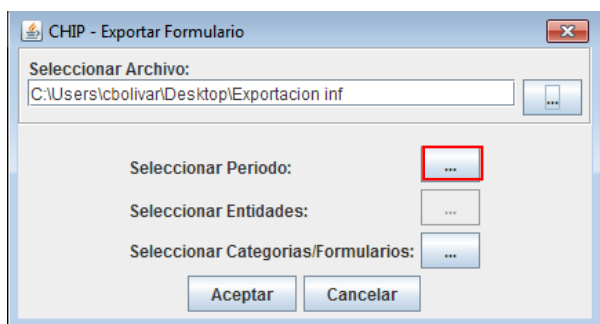 CHIP - Exportar Formulario
Seleccionar Archivo:
C:\Users\cbolivar\Desktop\Exportacion inf
...
Seleccionar Periodo: ...
Seleccionar Entidades: ...
Seleccionar Categorias/Formularios: ...
Aceptar Cancelar